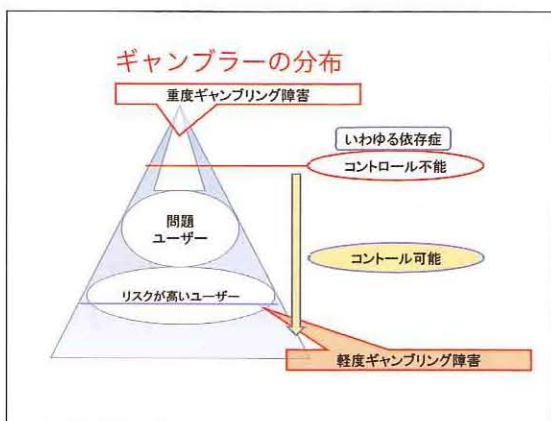 ギャンブラーの分布
重度ギャンブリング障害
いわゆる依存症
コントロール不能
問題
ユーザー
コントール可能
リスクが高いユーザー
軽度ギャンブリング障害